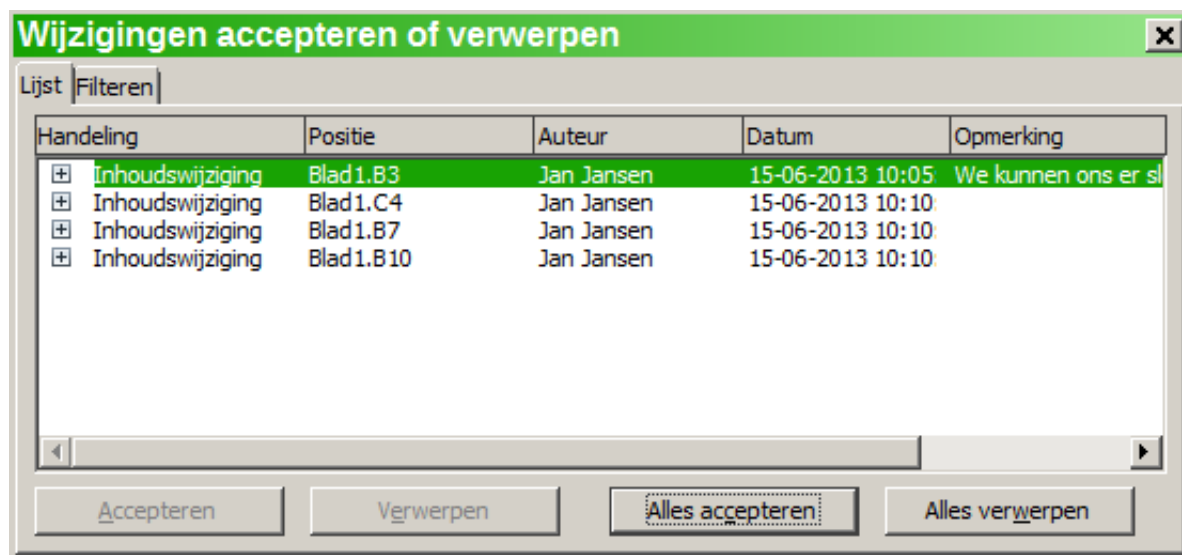 Wijzigingen accepteren of verwerpen
Lijst Filteren
Handeling Positie Auteur Datum Opmerking
Inhoudswijziging Blad1.B3 Jan Jansen 15-06-2013 10:05: We kunnen ons er sl
Inhoudswijziging Blad1.C4 Jan Jansen 15-06-2013 10:10:
Inhoudswijziging Blad1.B7 Jan Jansen 15-06-2013 10:10:
Inhoudswijziging Blad1.B10 Jan Jansen 15-06-2013 10:10:
Accepteren Verwerpen Alles accepteren Alles verwerpen